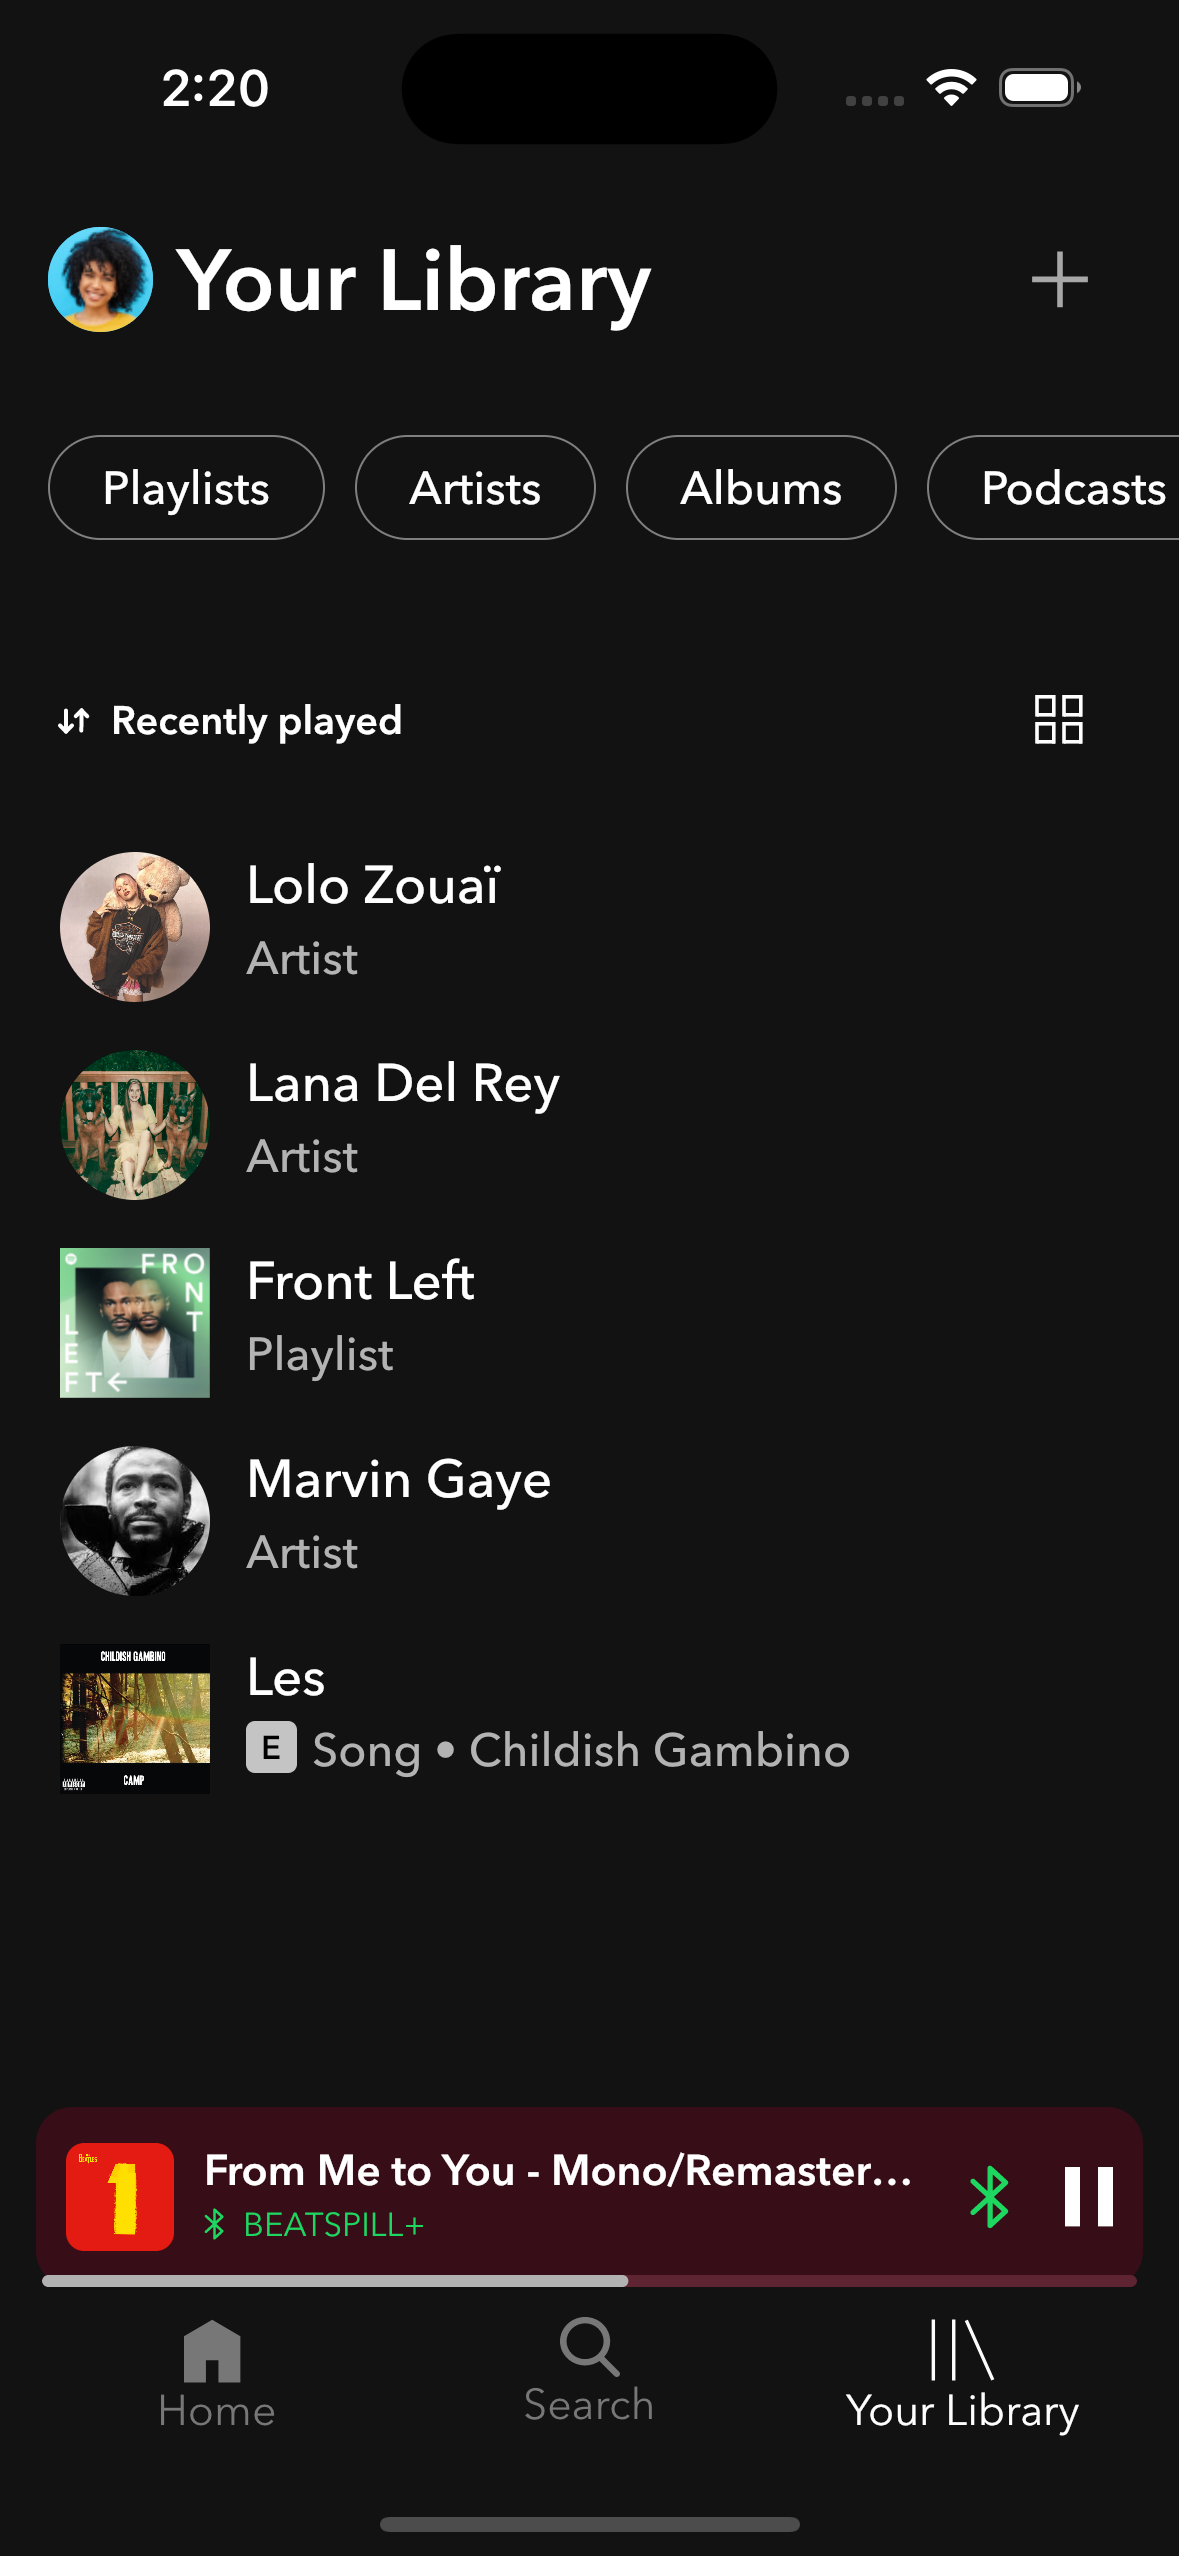 2:20
Your Library
Playlists
Artists
Albums
Podcasts
Recently played
Lolo Zouaï
Artist
Lana Del Rey
Artist
FRONT
LEFT←
Front Left
Playlist
Marvin Gaye
Artist
CHILDISH GAMBINO
CAMP
Les
E Song • Childish Gambino
1
From Me to You - Mono/Remaster...
BEATSPILL+
Home
Search
Your Library